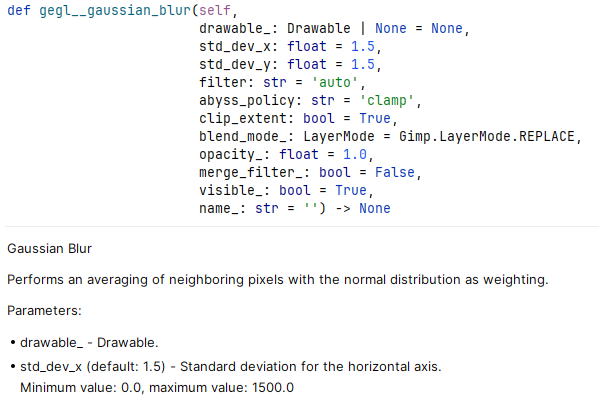 def gegl__gaussian_blur(self,
drawable_: Drawable | None = None,
std_dev_x: float = 1.5,
std_dev_y: float = 1.5,
filter: str = 'auto',
abyss_policy: str = 'clamp',
clip_extent: bool = True,
blend_mode_: LayerMode = Gimp.LayerMode.REPLACE,
opacity_: float = 1.0,
merge_filter_: bool = False,
visible_: bool = True,
name_: str = '') -> None
Gaussian Blur
Performs an averaging of neighboring pixels with the normal distribution as weighting.
Parameters:
• drawable_ - Drawable.
• std_dev_x (default: 1.5) - Standard deviation for the horizontal axis.
Minimum value: 0.0, maximum value: 1500.0